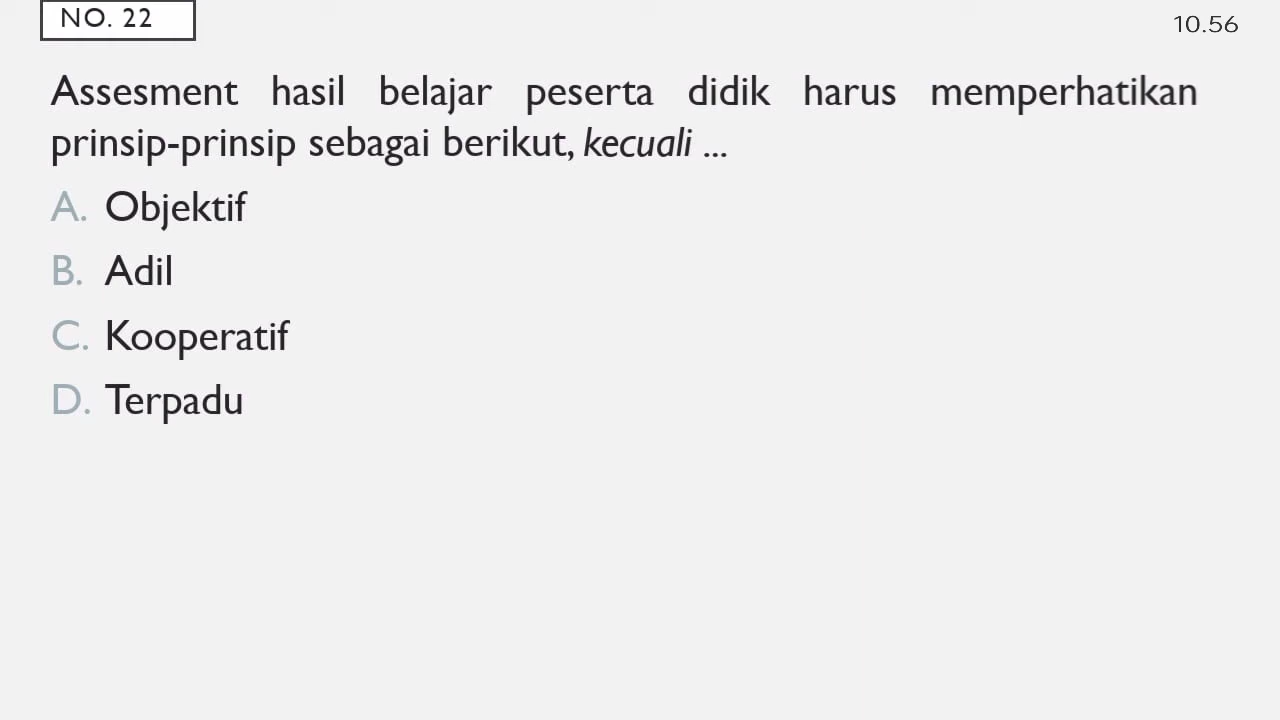 NO. 22
10.56
Assesment hasil belajar peserta didik harus memperhatikan
prinsip-prinsip sebagai berikut, kecuali ...
A. Objektif
B. Adil
C. Kooperatif
D. Terpadu